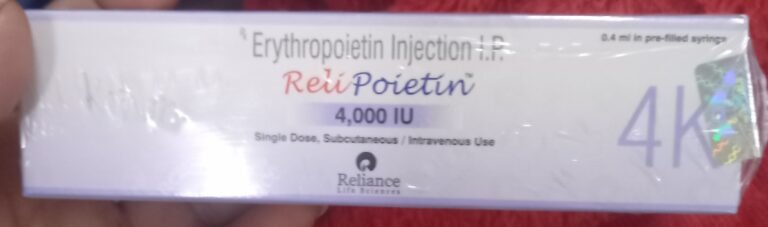 ℞ Erythropoietin Injection I.P.
0.4 ml in pre-filled syringe
ReliPoietin™
4,000 IU
4K
Single Dose, Subcutaneous / Intravenous Use
Reliance
Life Sciences